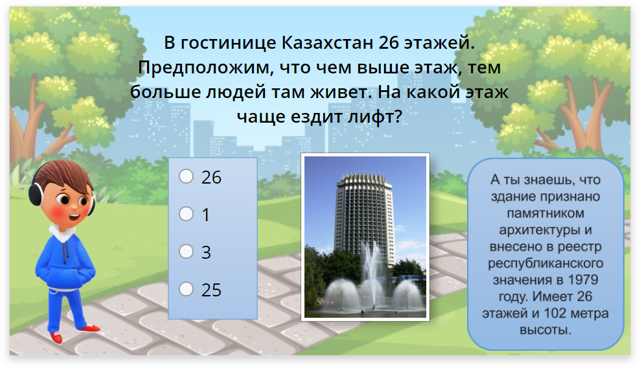 В гостинице Казахстан 26 этажей.
Предположим, что чем выше этаж, тем
больше людей там живет. На какой этаж
чаще ездит лифт?
26
1
3
25
А ты знаешь, что
здание признано
памятником
архитектуры и
внесено в реестр
республиканского
значения в 1979
году. Имеет 26
этажей и 102 метра
высоты.